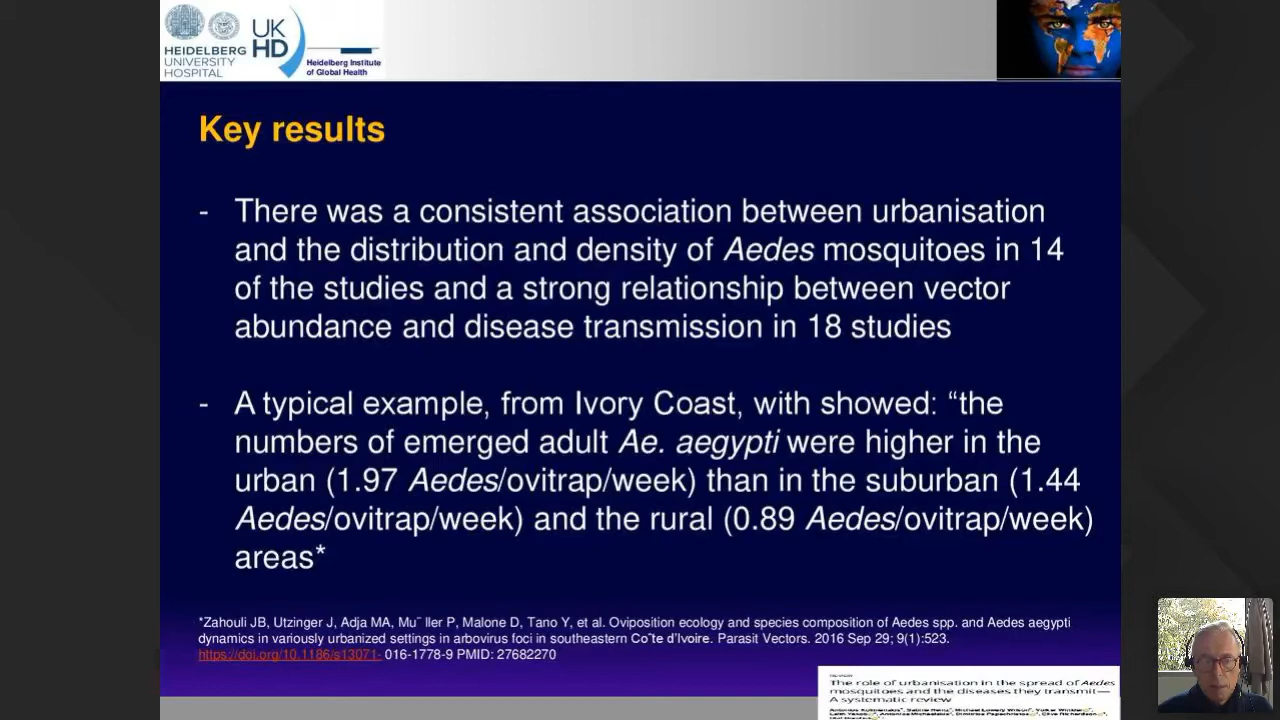 HEIDELBERG
UNIVERSITY
HOSPITAL
UK
HD
Heidelberg Institute
of Global Health
Key results
- There was a consistent association between urbanisation
and the distribution and density of Aedes mosquitoes in 14
of the studies and a strong relationship between vector
abundance and disease transmission in 18 studies
- A typical example, from Ivory Coast, with showed: “the
numbers of emerged adult Ae. aegypti were higher in the
urban (1.97 Aedes/ovitrap/week) than in the suburban (1.44
Aedes/ovitrap/week) and the rural (0.89 Aedes/ovitrap/week)
areas*
*Zahouli JB, Utzinger J, Adja MA, Mu¨ ller P, Malone D, Tano Y, et al. Oviposition ecology and species composition of Aedes spp. and Aedes aegypti
dynamics in variously urbanized settings in arbovirus foci in southeastern Co˜te d’Ivoire. Parasit Vectors. 2016 Sep 29; 9(1):523.
https://doi.org/10.1186/s13071- 016-1778-9 PMID: 27682270
The role of urbanisation in the spread of Aedes
mosquitoes and the diseases they transmit—
A systematic review